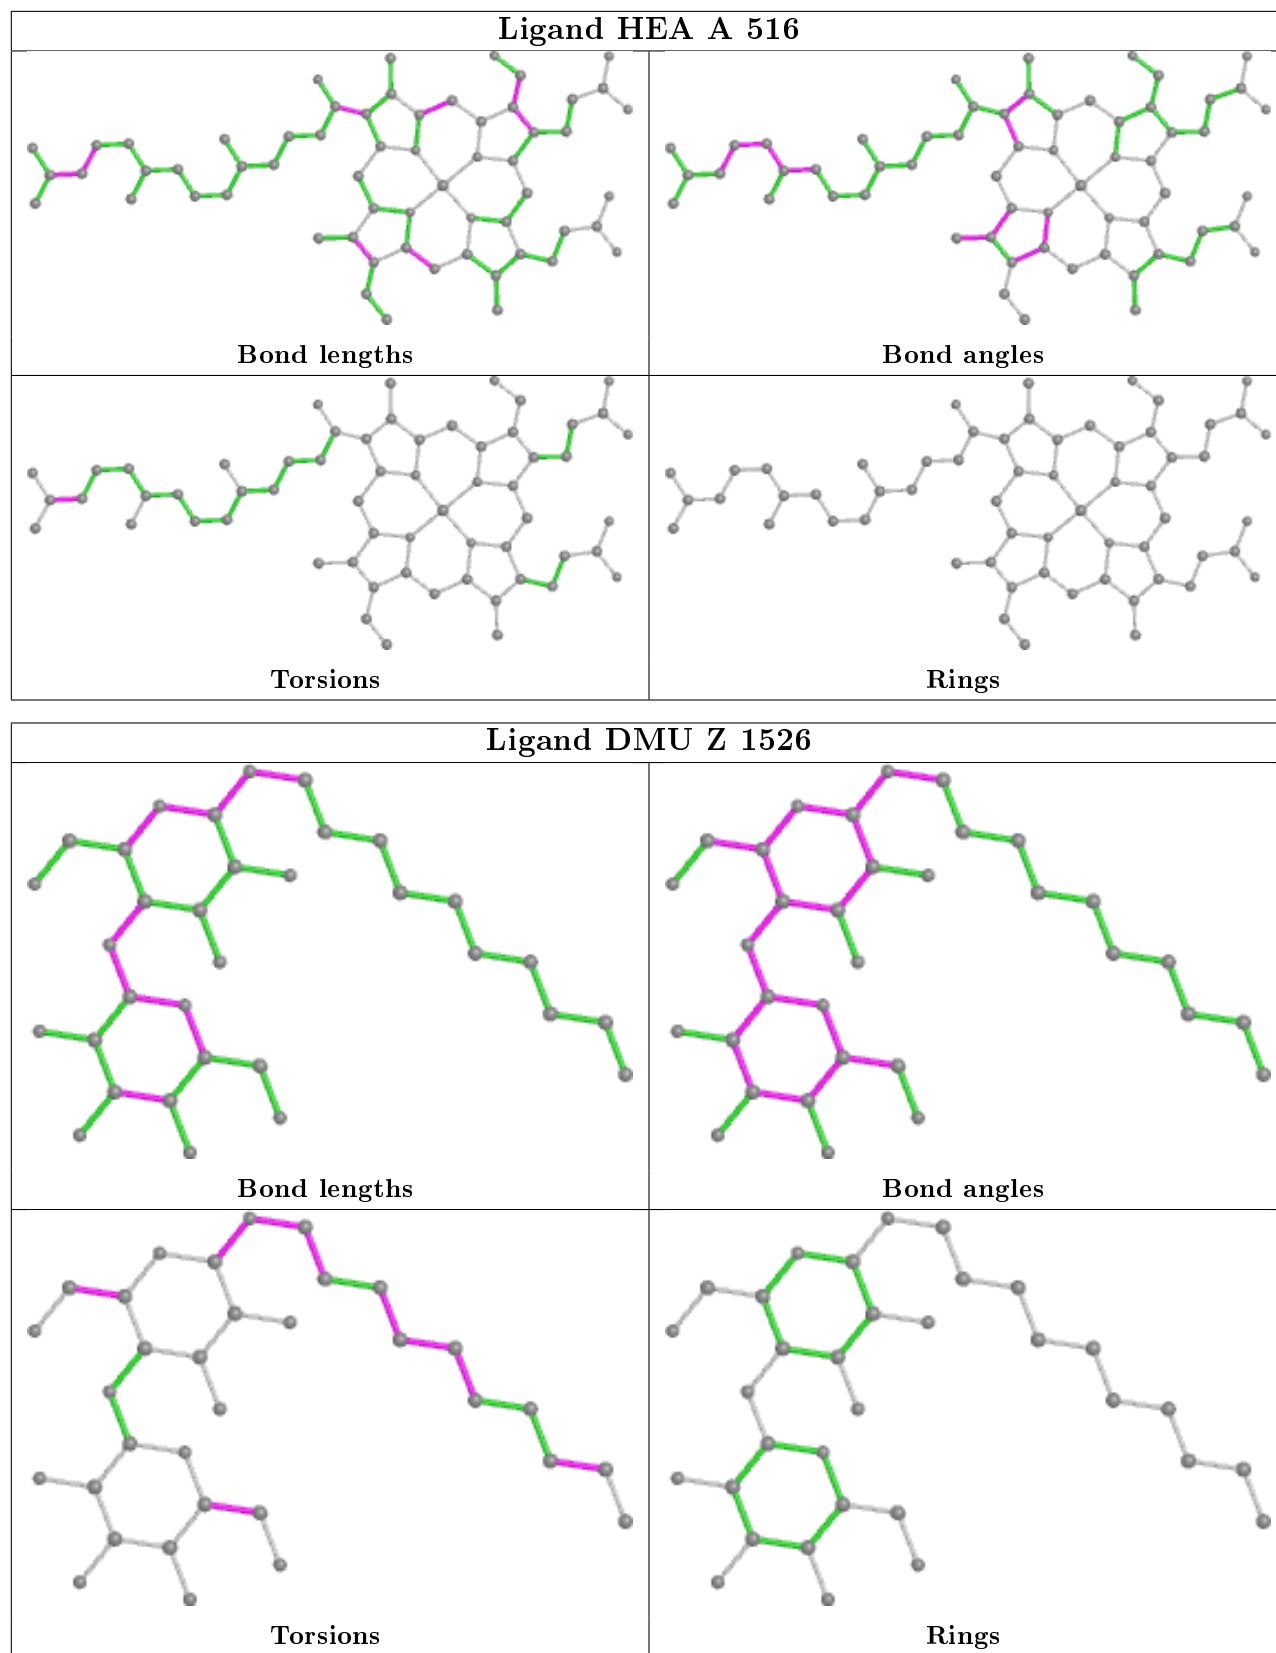 Ligand HEA A 516
Bond lengths
Bond angles
Torsions
Rings
Ligand DMU Z 1526
Bond lengths
Bond angles
Torsions
Rings